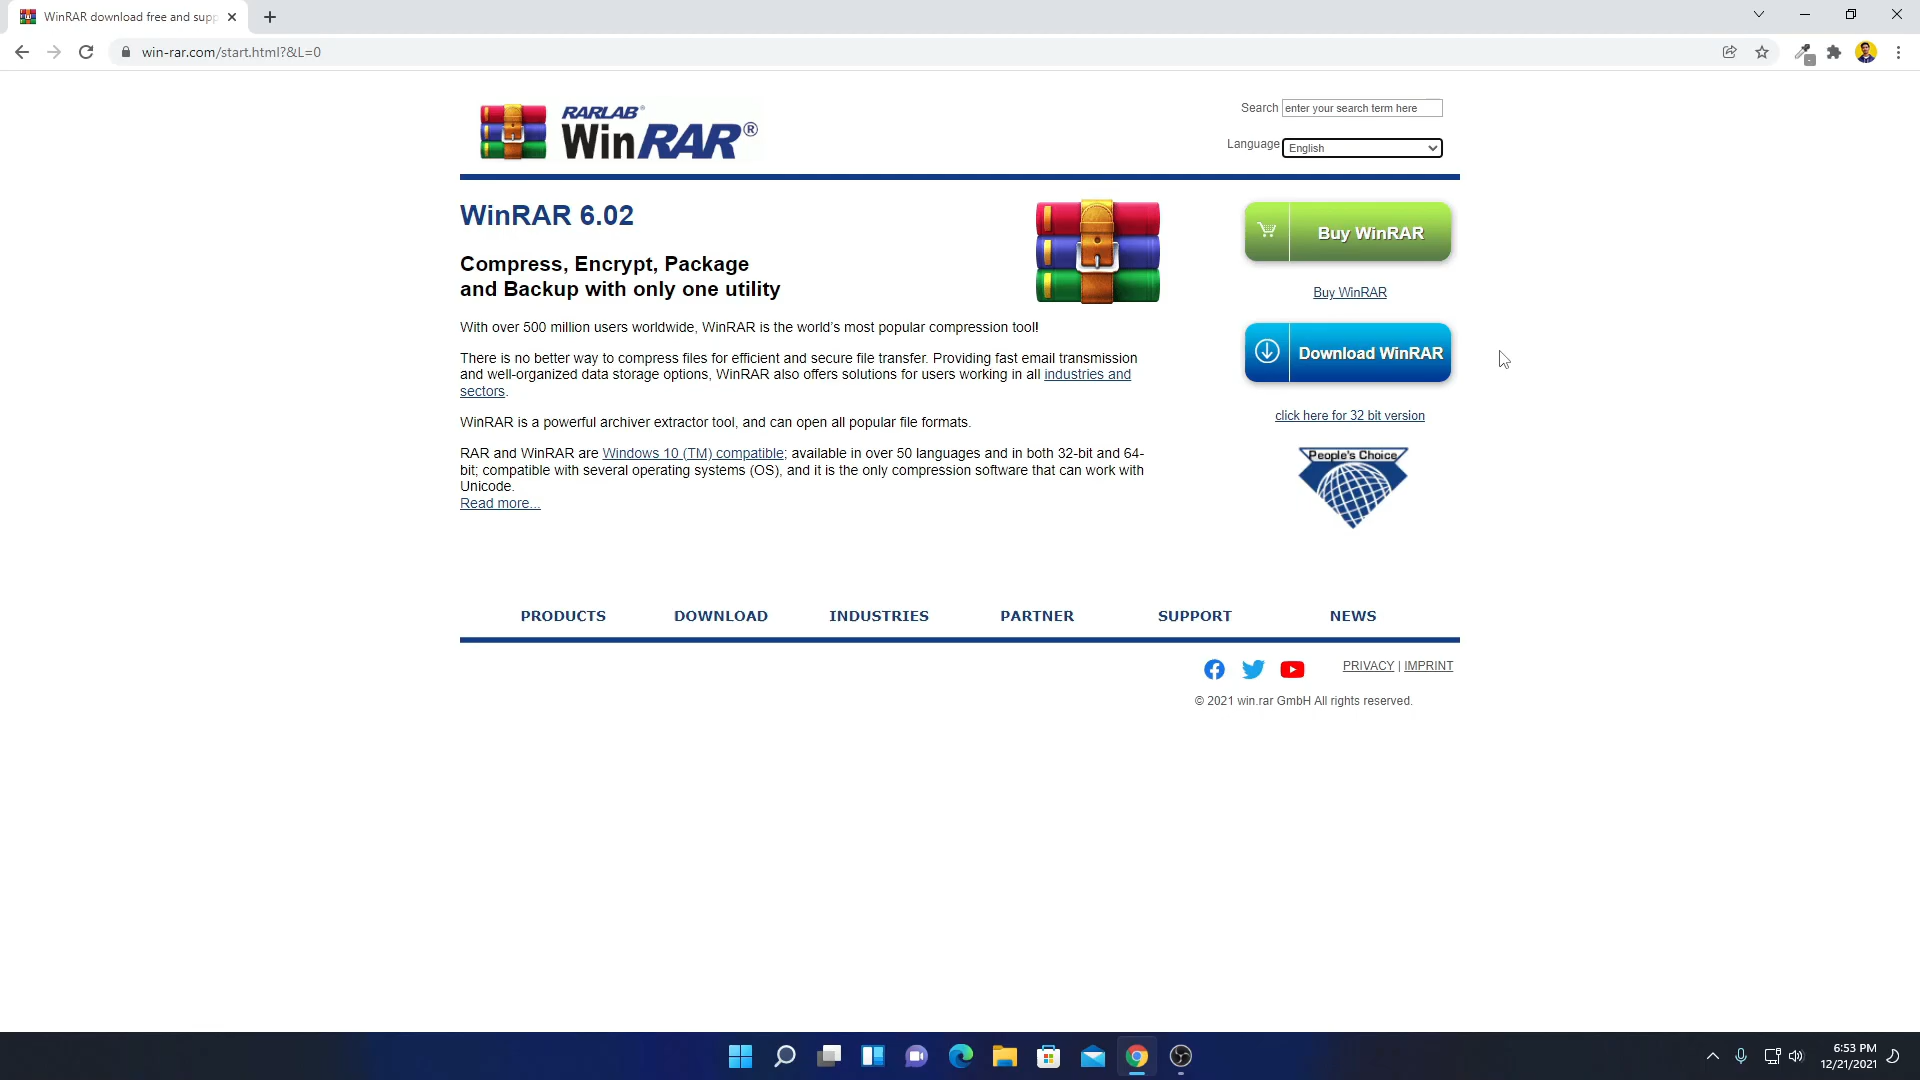 WinRAR download free and supp
win-rar.com/start.html?&L=0
RARLAB®
WinRAR®
Search enter your search term here
Language English
WinRAR 6.02
Compress, Encrypt, Package
and Backup with only one utility
With over 500 million users worldwide, WinRAR is the world’s most popular compression tool!
There is no better way to compress files for efficient and secure file transfer. Providing fast email transmission
and well-organized data storage options, WinRAR also offers solutions for users working in all industries and
sectors.
WinRAR is a powerful archiver extractor tool, and can open all popular file formats.
RAR and WinRAR are Windows 10 (TM) compatible; available in over 50 languages and in both 32-bit and 64-
bit; compatible with several operating systems (OS), and it is the only compression software that can work with
Unicode.
Read more...
Buy WinRAR
Buy WinRAR
Download WinRAR
click here for 32 bit version
People's Choice
PRODUCTS DOWNLOAD INDUSTRIES PARTNER SUPPORT NEWS
PRIVACY | IMPRINT
© 2021 win.rar GmbH All rights reserved.
6:53 PM
12/21/2021